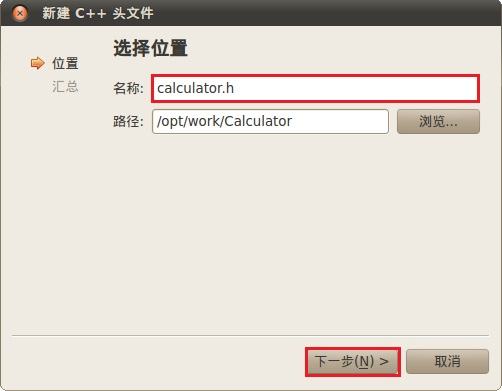 新建 C++ 头文件
选择位置
位置
汇总
名称: calculator.h
路径: /opt/work/Calculator 浏览...
下一步(N) > 取消